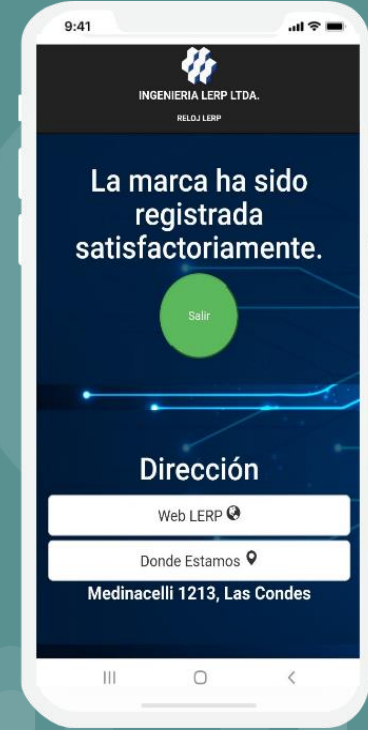 9:41
INGENIERIA LERP LTDA.
RELOJ LERP
La marca ha sido
registrada
satisfactoriamente.
Salir
Dirección
Web LERP
Donde Estamos
Medinacelli 1213, Las Condes